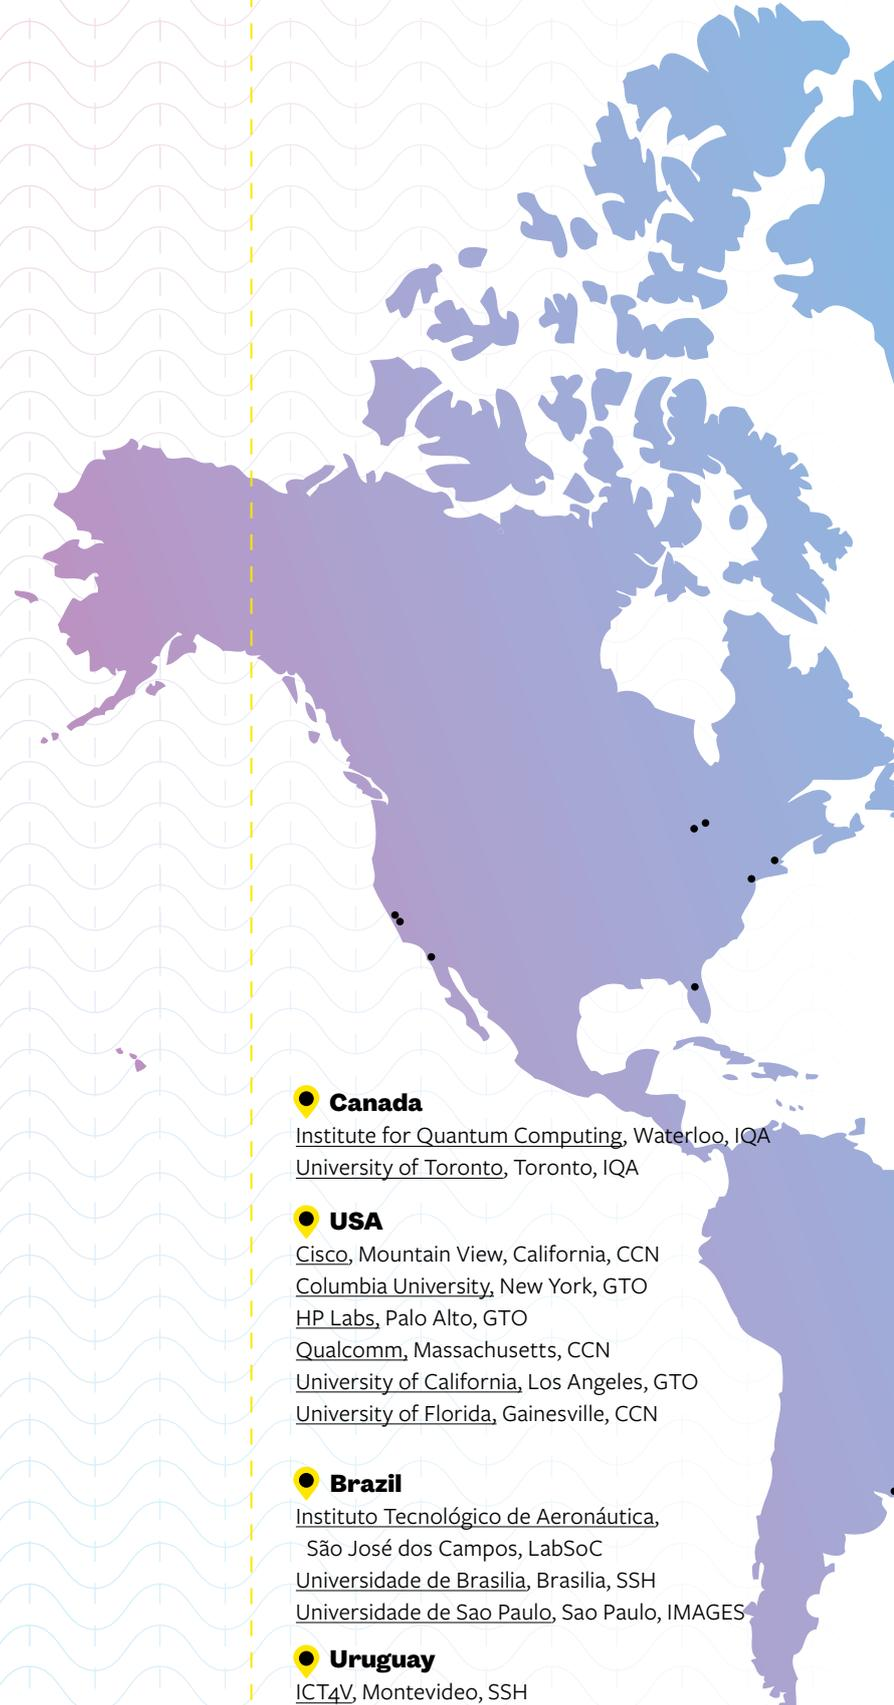 Canada
Institute for Quantum Computing, Waterloo, IQA
University of Toronto, Toronto, IQA
USA
Cisco, Mountain View, California, CCN
Columbia University, New York, GTO
HP Labs, Palo Alto, GTO
Qualcomm, Massachusetts, CCN
University of California, Los Angeles, GTO
University of Florida, Gainesville, CCN
Brazil
Instituto Tecnológico de Aeronáutica,
São José dos Campos, LabSoC
Universidade de Brasilia, Brasilia, SSH
Universidade de Sao Paulo, Sao Paulo, IMAGES
Uruguay
ICT4V, Montevideo, SSH